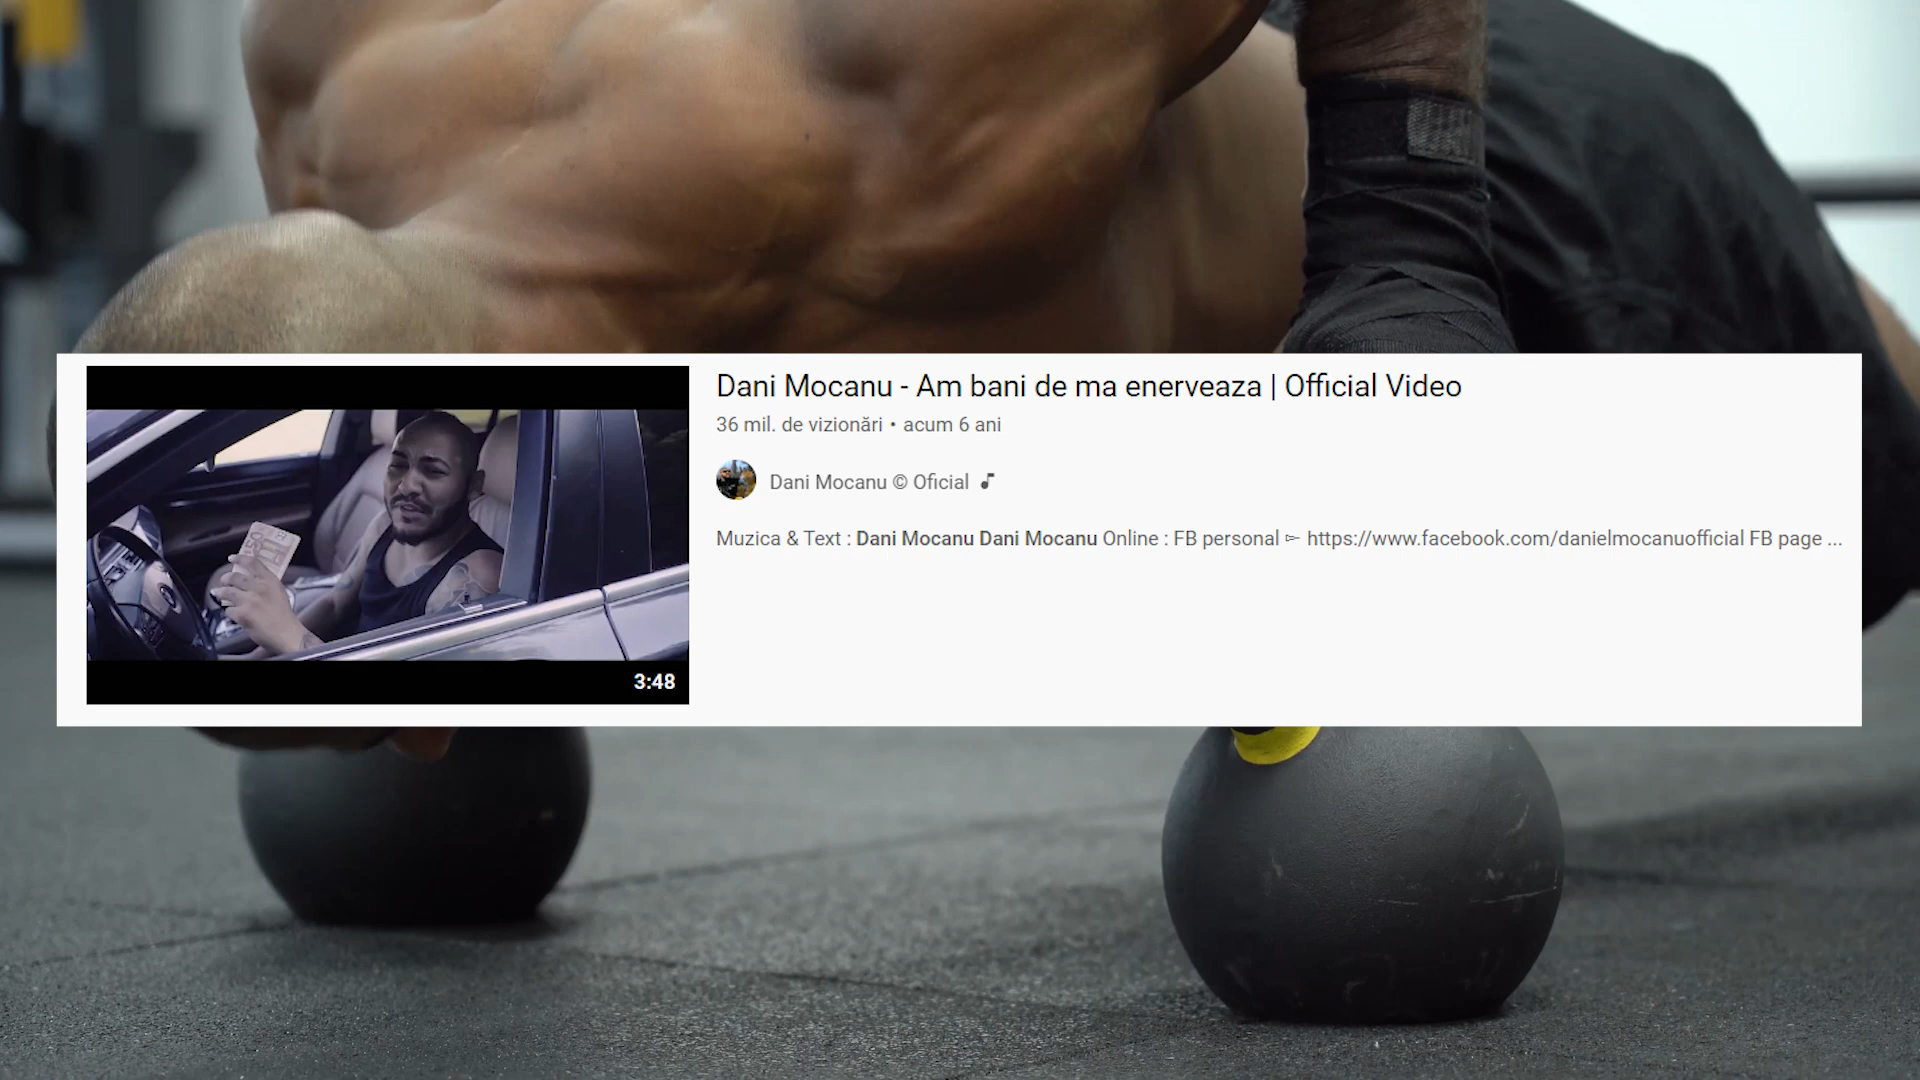 Dani Mocanu - Am bani de ma enerveaza | Official Video
36 mil. de vizionări • acum 6 ani
Dani Mocanu © Oficial
Muzica & Text : Dani Mocanu Dani Mocanu Online : FB personal ➣ https://www.facebook.com/danielmocanuofficial FB page ...
3:48